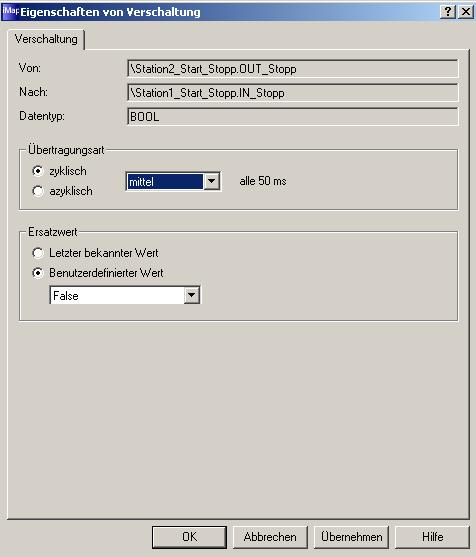 iMap Eigenschaften von Verschaltung
Verschaltung
Von: \Station2_Start_Stopp.OUT_Stopp
Nach: \Station1_Start_Stopp.IN_Stopp
Datentyp: BOOL
Übertragungsart
zyklisch mittel alle 50 ms
azyklisch
Ersatzwert
Letzter bekannter Wert
Benutzerdefinierter Wert
False
OK Abbrechen Übernehmen Hilfe